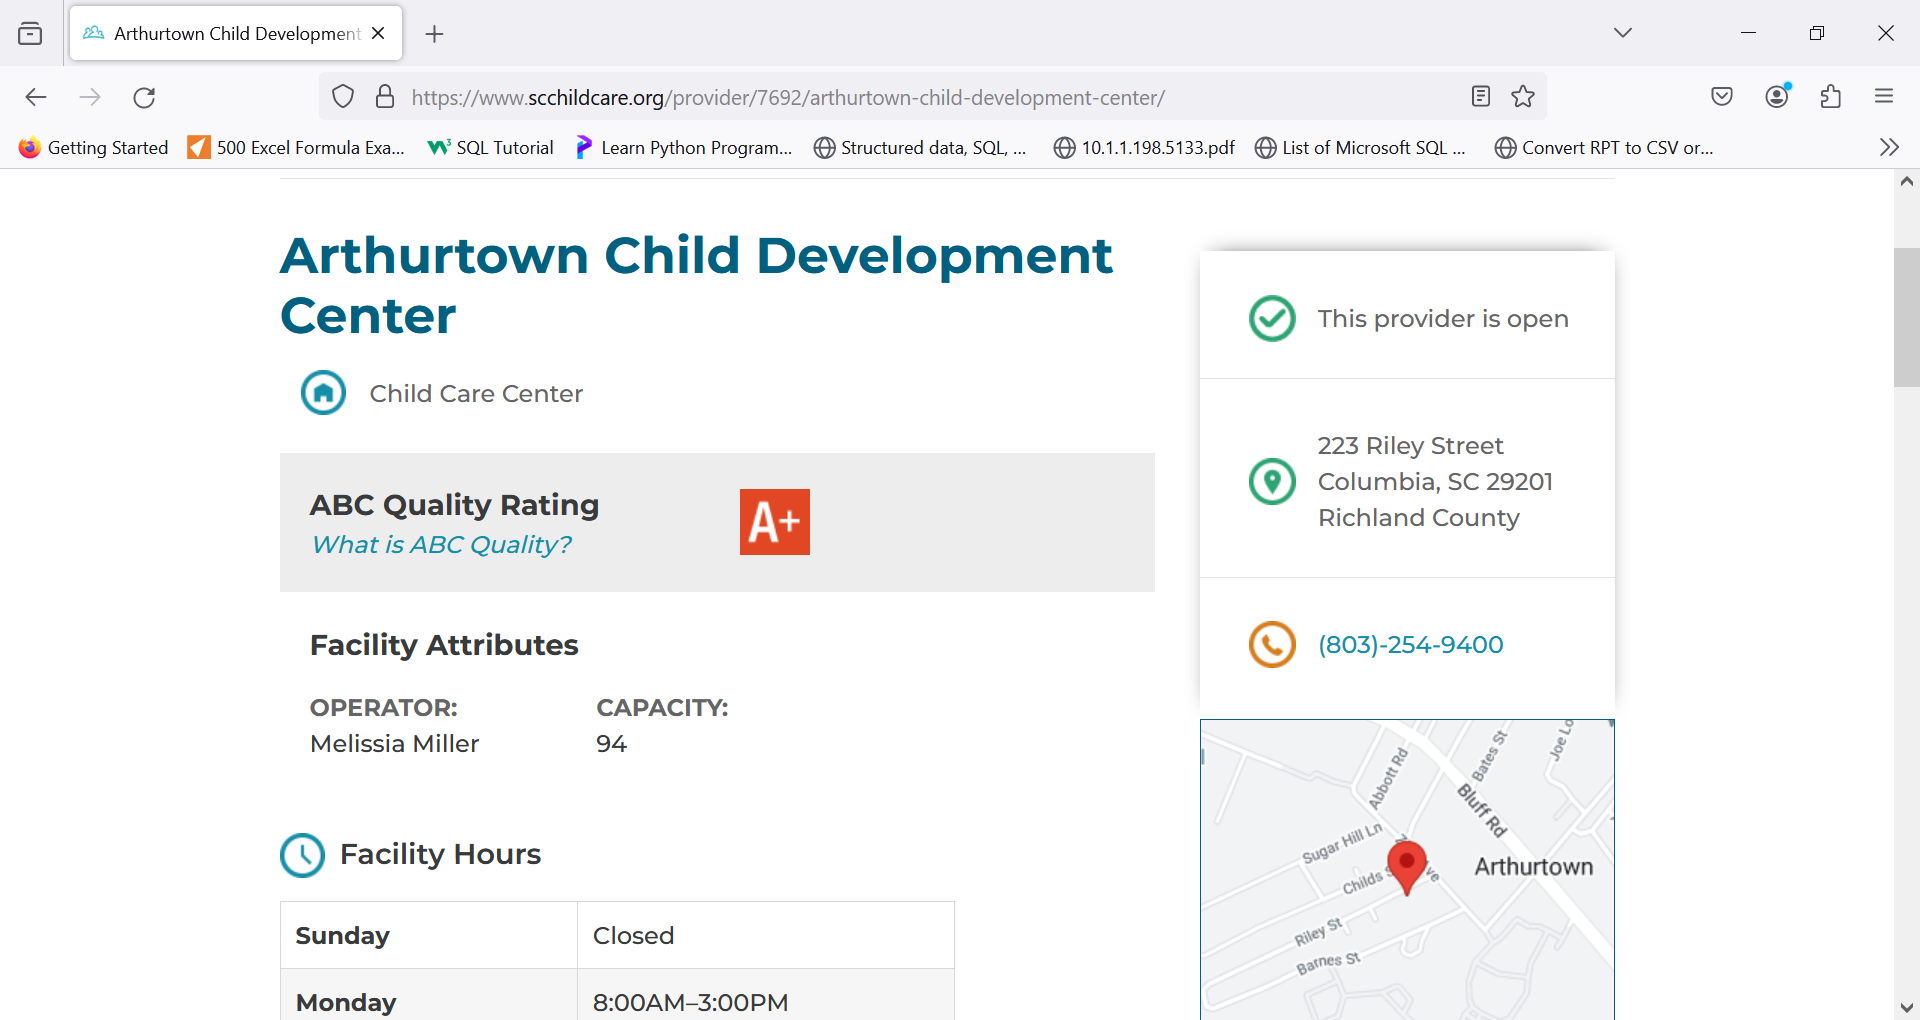 Arthurtown Child Development
https://www.scchildcare.org/provider/7692/arthurtown-child-development-center/
Getting Started
500 Excel Formula Exa...
SQL Tutorial
Learn Python Program...
Structured data, SQL, ...
10.1.1.198.5133.pdf
List of Microsoft SQL ...
Convert RPT to CSV or...
Arthurtown Child Development
Center
Child Care Center
ABC Quality Rating
What is ABC Quality?
A+
Facility Attributes
OPERATOR:
Melissia Miller
CAPACITY:
94
Facility Hours
Sunday
Closed
Monday
8:00AM–3:00PM
This provider is open
223 Riley Street
Columbia, SC 29201
Richland County
(803)-254-9400
Abbott Rd
Bates St
Joe Lo
Bluff Rd
Sugar Hill Ln
Childs
Arthurtown
Riley St
Barnes St